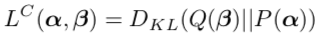 L^C(α, β) = D_{KL}(Q(β)||P(α))